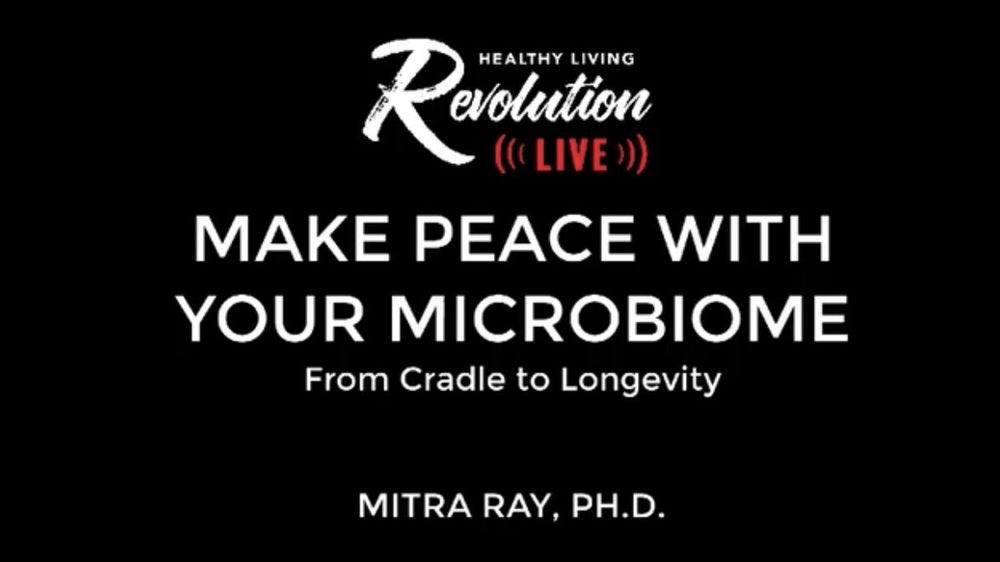 HEALTHY LIVING
Revolution
LIVE
MAKE PEACE WITH
YOUR MICROBIOME
From Cradle to Longevity
MITRA RAY, PH.D.